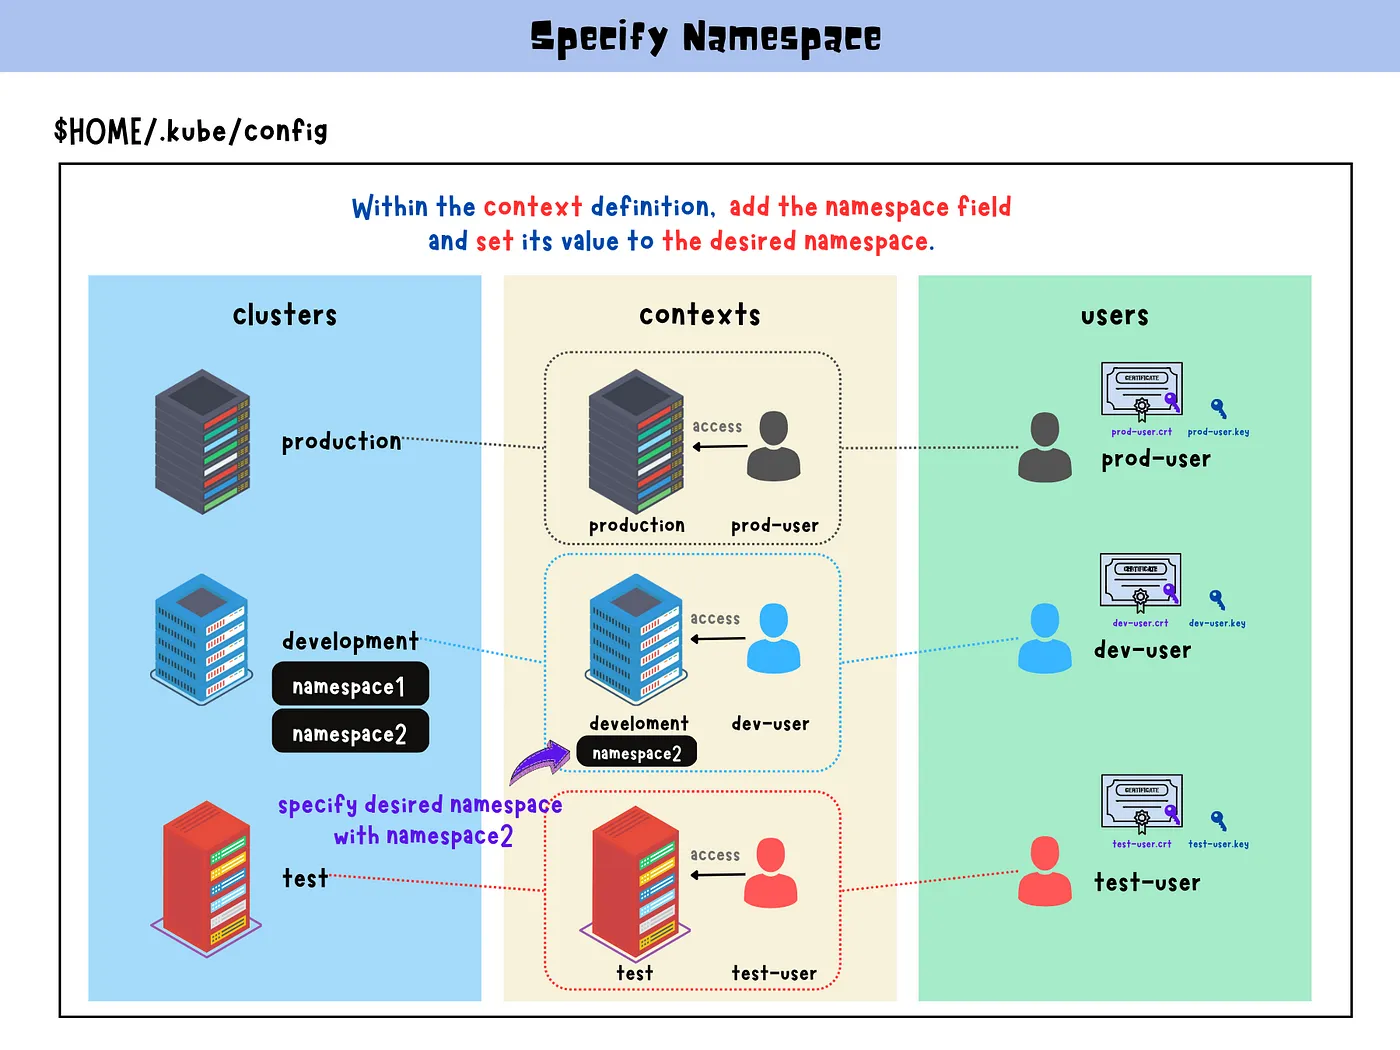 Specify Namespace
$HOME/.kube/config
Within the context definition, add the namespace field
and set its value to the desired namespace.
clusters
contexts
users
production
access
production
prod-user
CERTIFICATE
prod-user.crt
prod-user.key
prod-user
development
namespace1
namespace2
access
develoment
dev-user
namespace2
CERTIFICATE
dev-user.crt
dev-user.key
dev-user
specify desired namespace
with namespace2
test
access
test
test-user
CERTIFICATE
test-user.crt
test-user.key
test-user